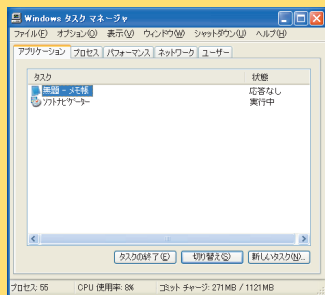 Windows タスク マネージャ
ファイル(F) オプション(O) 表示(V) ウィンドウ(W) シャットダウン(U) ヘルプ(H)
アプリケーション プロセス パフォーマンス ネットワーク ユーザー
タスク 状態
無題 - メモ帳 応答なし
ソフトナビゲーター 実行中
タスクの終了(E) 切り替え(S) 新しいタスク(N)...
プロセス: 55 CPU 使用率: 8% コミット チャージ: 271MB / 1121MB